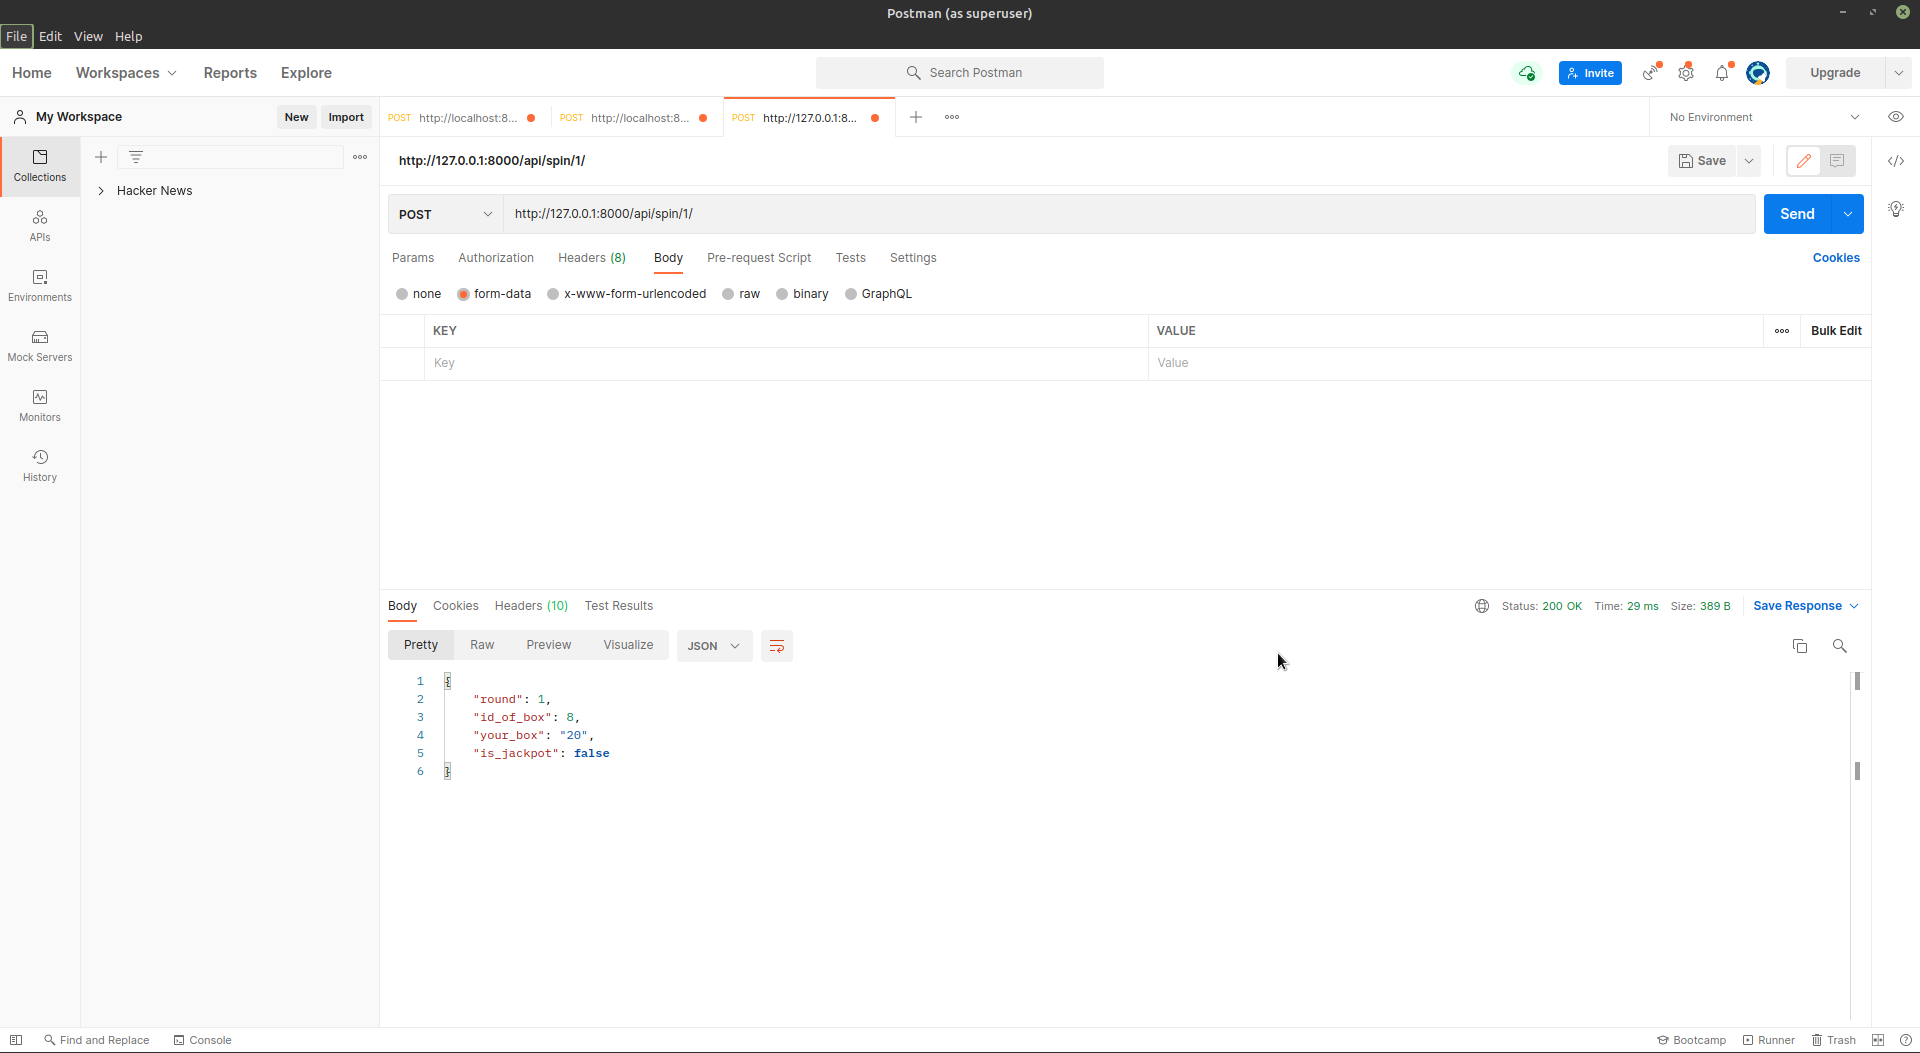 Postman (as superuser)
File Edit View Help
Home Workspaces Reports Explore Search Postman Invite Upgrade
My Workspace New Import POST http://localhost:8... POST http://localhost:8... POST http://127.0.0.1:8... No Environment
Collections
APIs
Environments
Mock Servers
Monitors
History
Hacker News
http://127.0.0.1:8000/api/spin/1/ Save
POST http://127.0.0.1:8000/api/spin/1/ Send
Params Authorization Headers (8) Body Pre-request Script Tests Settings Cookies
none form-data x-www-form-urlencoded raw binary GraphQL
KEY VALUE Bulk Edit
Key Value
Body Cookies Headers (10) Test Results Status: 200 OK Time: 29 ms Size: 389 B Save Response
Pretty Raw Preview Visualize JSON
1 {
2 "round": 1,
3 "id_of_box": 8,
4 "your_box": "20",
5 "is_jackpot": false
6 }
Find and Replace Console Bootcamp Runner Trash